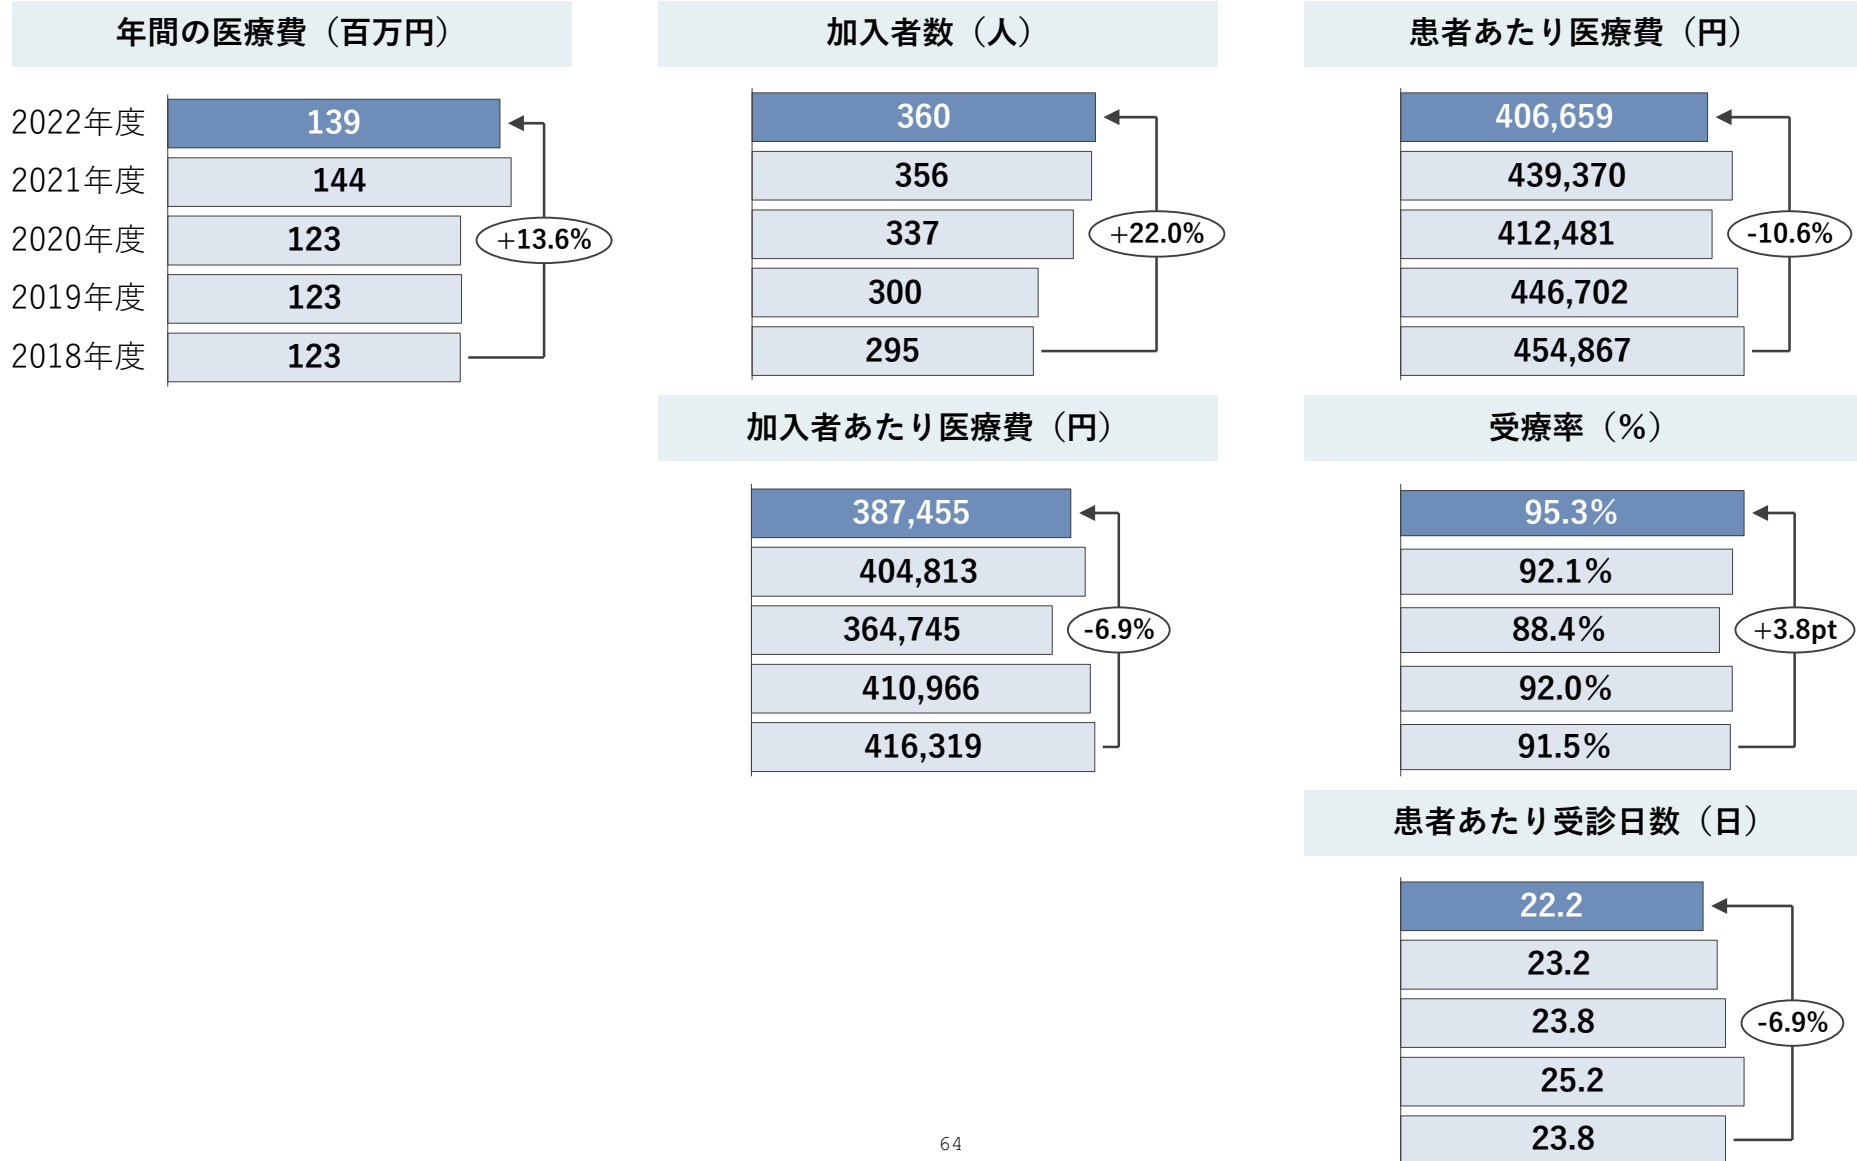 年間の医療費（百万円）
2022年度 139
2021年度 144
2020年度 123
2019年度 123
2018年度 123
+13.6%
加入者数（人）
360
356
337
300
295
+22.0%
患者あたり医療費（円）
406,659
439,370
412,481
446,702
454,867
-10.6%
加入者あたり医療費（円）
387,455
404,813
364,745
410,966
416,319
-6.9%
受療率（%）
95.3%
92.1%
88.4%
92.0%
91.5%
+3.8pt
患者あたり受診日数（日）
22.2
23.2
23.8
25.2
23.8
-6.9%
64